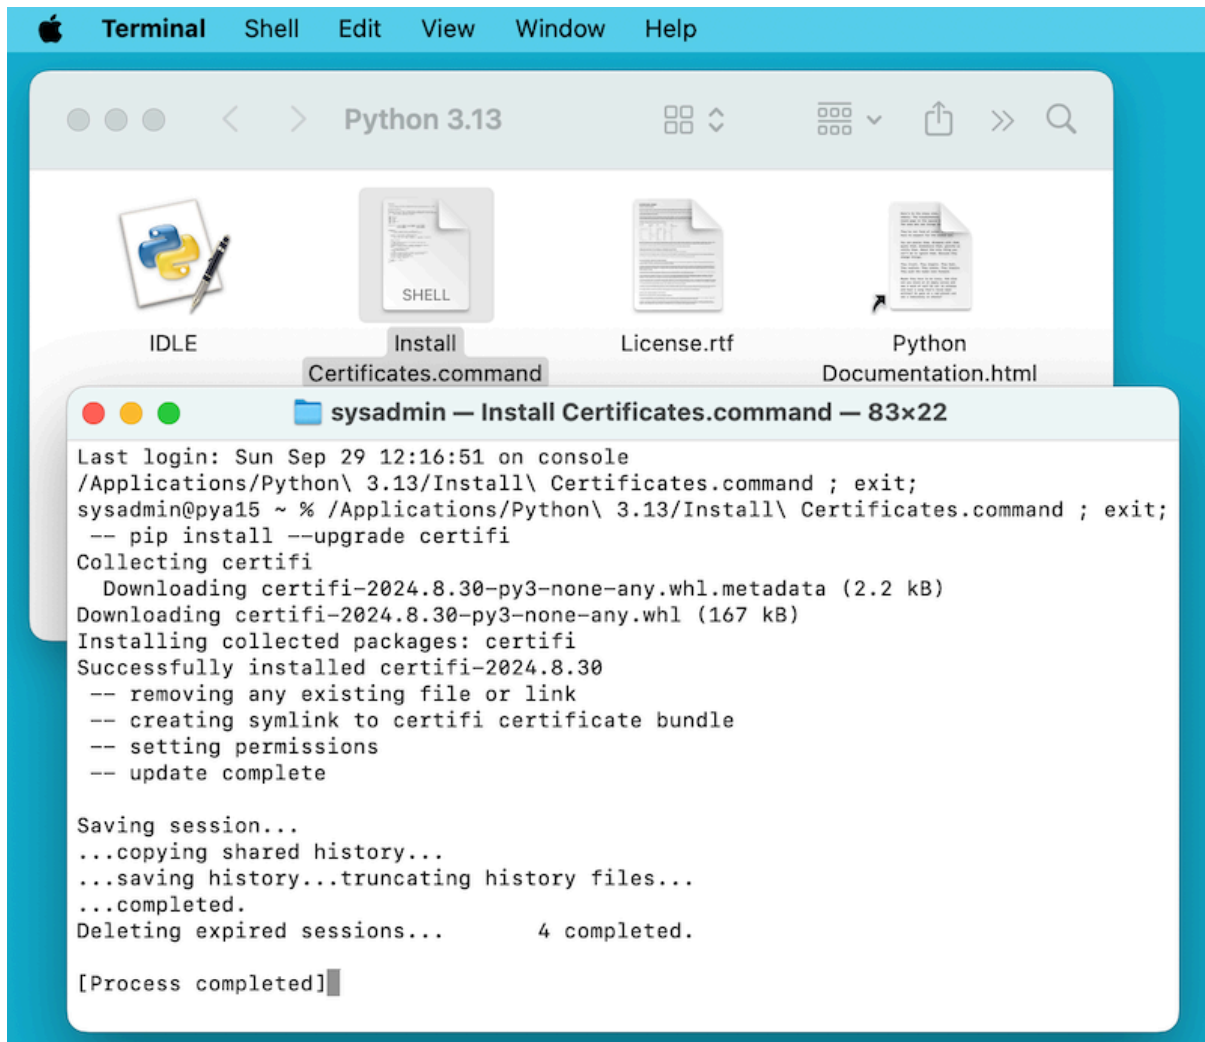 Terminal Shell Edit View Window Help
Python 3.13
SHELL
IDLE
Install
Certificates.command
License.rtf
Python
Documentation.html
sysadmin — Install Certificates.command — 83×22
Last login: Sun Sep 29 12:16:51 on console
/Applications/Python\ 3.13/Install\ Certificates.command ; exit;
sysadmin@pya15 ~ % /Applications/Python\ 3.13/Install\ Certificates.command ; exit;
 -- pip install --upgrade certifi
Collecting certifi
  Downloading certifi-2024.8.30-py3-none-any.whl.metadata (2.2 kB)
Downloading certifi-2024.8.30-py3-none-any.whl (167 kB)
Installing collected packages: certifi
Successfully installed certifi-2024.8.30
 -- removing any existing file or link
 -- creating symlink to certifi certificate bundle
 -- setting permissions
 -- update complete
Saving session...
...copying shared history...
...saving history...truncating history files...
...completed.
Deleting expired sessions...       4 completed.
[Process completed]